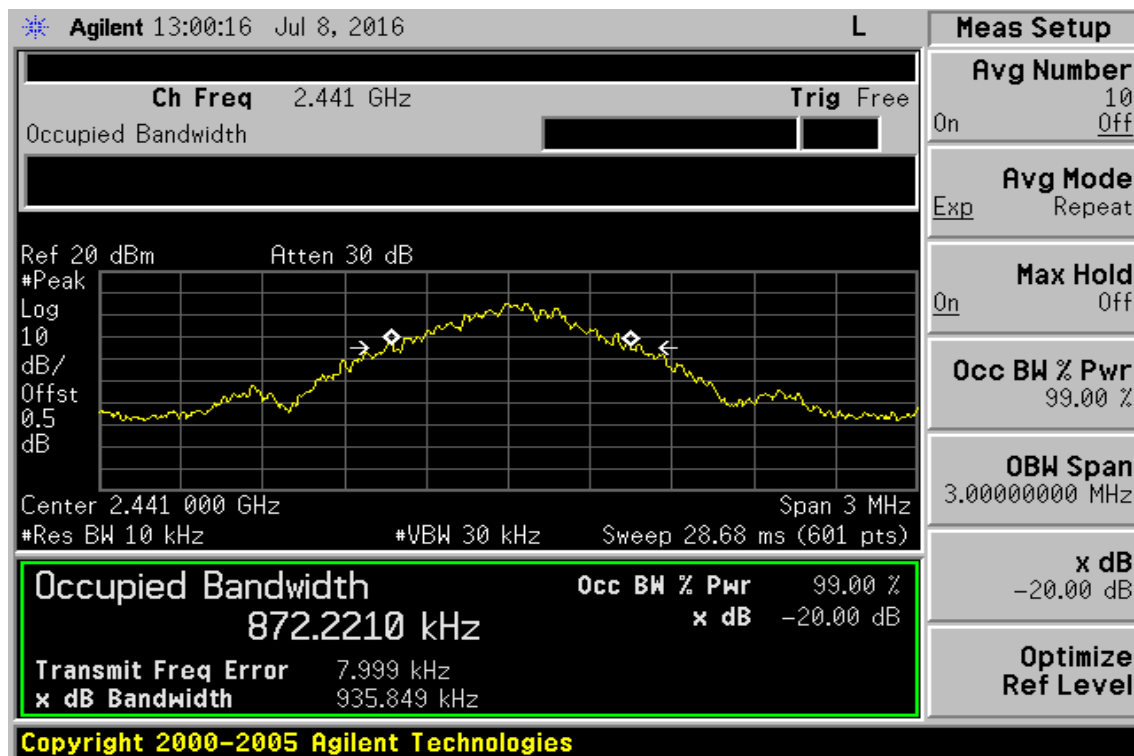 Agilent 13:00:16 Jul 8, 2016 L
Ch Freq 2.441 GHz Trig Free
Occupied Bandwidth
Ref 20 dBm Atten 30 dB
#Peak
Log
10
dB/
Offst
0.5
dB
Center 2.441 000 GHz Span 3 MHz
#Res BW 10 kHz #VBW 30 kHz Sweep 28.68 ms (601 pts)
Occupied Bandwidth Occ BW % Pwr 99.00 %
872.2210 kHz x dB -20.00 dB
Transmit Freq Error 7.999 kHz
x dB Bandwidth 935.849 kHz
Copyright 2000-2005 Agilent Technologies
Meas Setup
Avg Number
10
On Off
Avg Mode
Exp Repeat
Max Hold
On Off
Occ BW % Pwr
99.00 %
OBW Span
3.00000000 MHz
x dB
-20.00 dB
Optimize
Ref Level